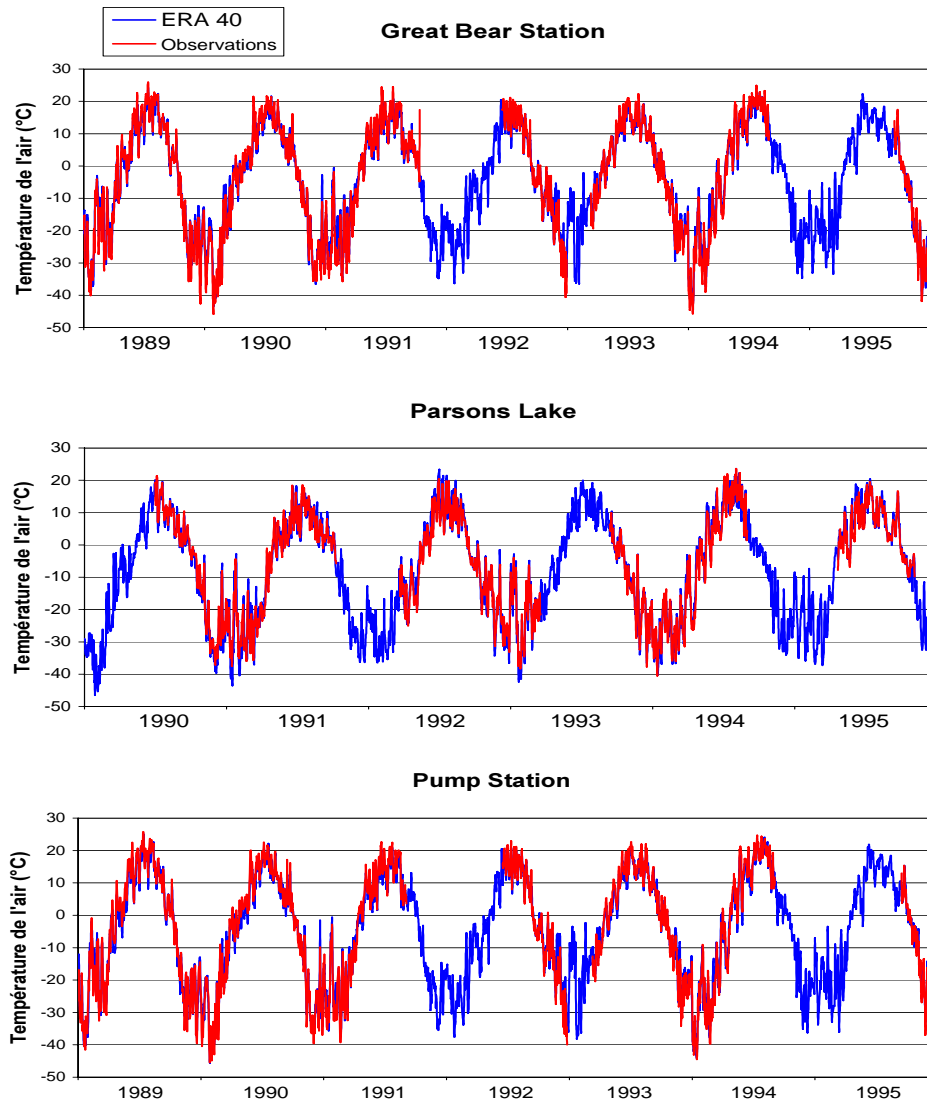 ERA 40
Observations
Great Bear Station
Température de l'air (°C)
30
20
10
0
-10
-20
-30
-40
-50
1989 1990 1991 1992 1993 1994 1995
Parsons Lake
Température de l'air (°C)
30
20
10
0
-10
-20
-30
-40
-50
1990 1991 1992 1993 1994 1995
Pump Station
Température de l'air (°C)
30
20
10
0
-10
-20
-30
-40
-50
1989 1990 1991 1992 1993 1994 1995